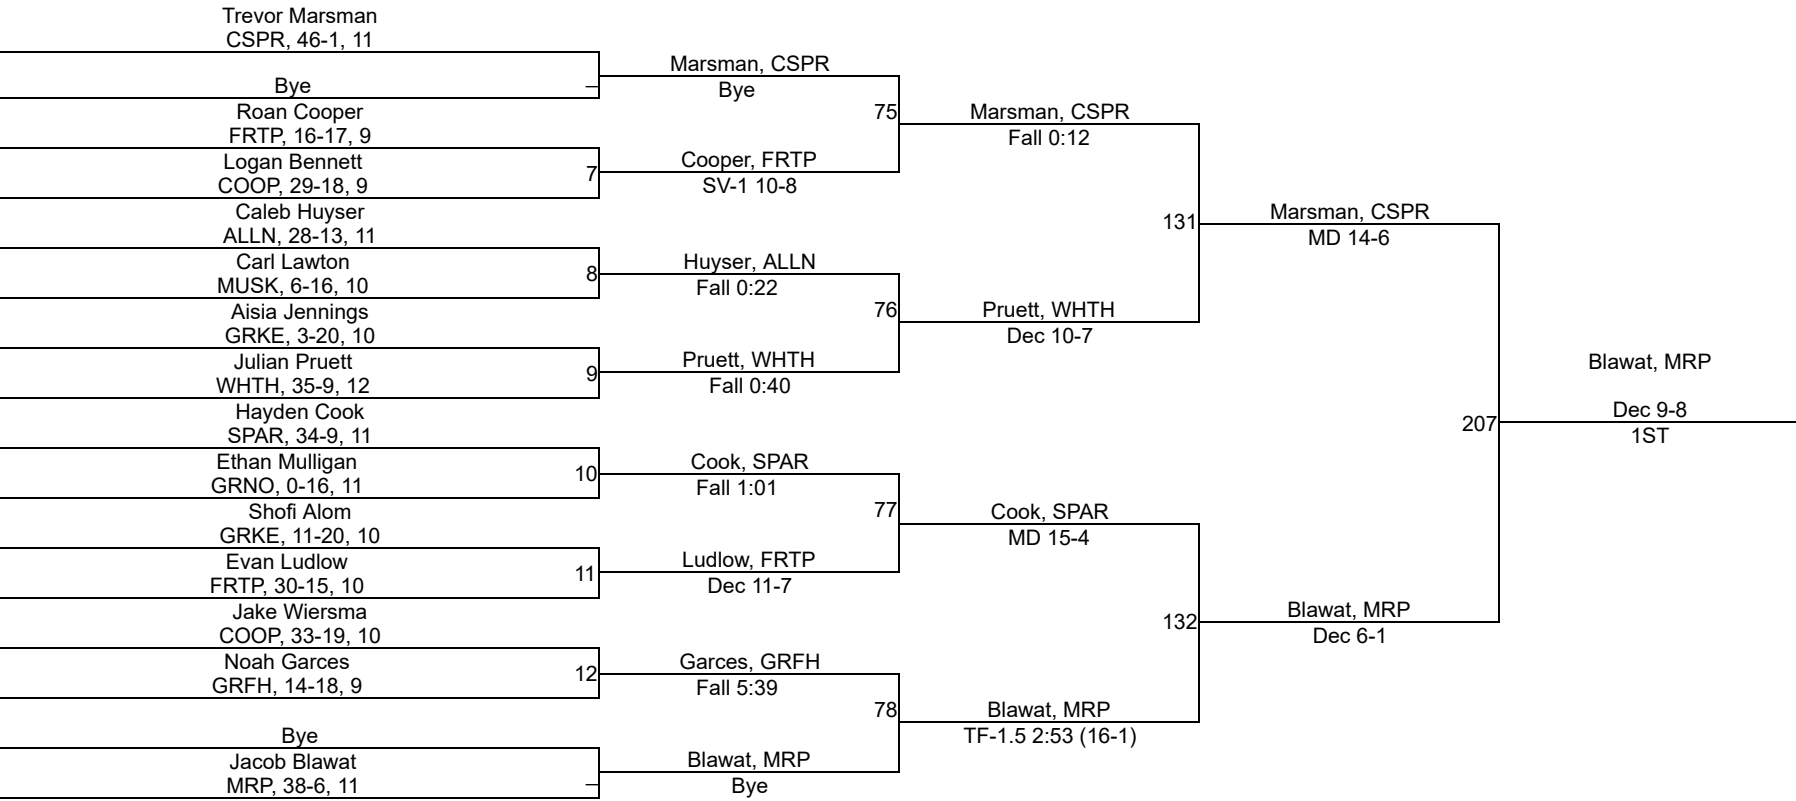 Trevor Marsman
CSPR, 46-1, 11
Bye
–
Roan Cooper
FRTP, 16-17, 9
Logan Bennett
COOP, 29-18, 9
7
Caleb Huyser
ALLN, 28-13, 11
Carl Lawton
MUSK, 6-16, 10
8
Aisia Jennings
GRKE, 3-20, 10
Julian Pruett
WHTH, 35-9, 12
9
Hayden Cook
SPAR, 34-9, 11
Ethan Mulligan
GRNO, 0-16, 11
10
Shofi Alom
GRKE, 11-20, 10
Evan Ludlow
FRTP, 30-15, 10
11
Jake Wiersma
COOP, 33-19, 10
Noah Garces
GRFH, 14-18, 9
12
Bye
Jacob Blawat
MRP, 38-6, 11
–
Marsman, CSPR
Bye
75
Cooper, FRTP
SV-1 10-8
Huyser, ALLN
Fall 0:22
76
Pruett, WHTH
Fall 0:40
Cook, SPAR
Fall 1:01
77
Ludlow, FRTP
Dec 11-7
Garces, GRFH
Fall 5:39
78
Blawat, MRP
Bye
Marsman, CSPR
Fall 0:12
131
Pruett, WHTH
Dec 10-7
Cook, SPAR
MD 15-4
132
Blawat, MRP
TF-1.5 2:53 (16-1)
Marsman, CSPR
MD 14-6
207
Blawat, MRP
Dec 6-1
Blawat, MRP
Dec 9-8
1ST